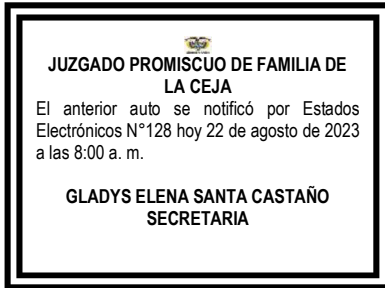 JUZGADO PROMISCUO DE FAMILIA DE
LA CEJA
El anterior auto se notificó por Estados
Electrónicos N°128 hoy 22 de agosto de 2023
a las 8:00 a. m.
GLADYS ELENA SANTA CASTAÑO
SECRETARIA